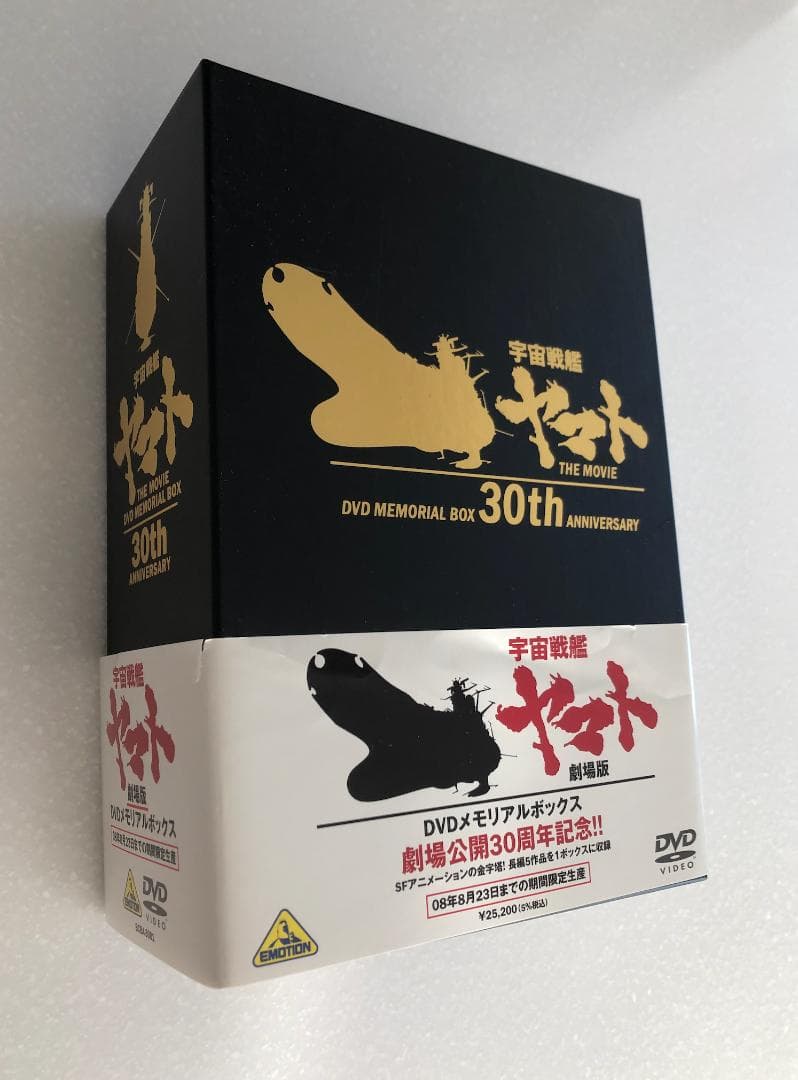 宇宙戦艦
ヤマト
THE MOVIE
DVD MEMORIAL BOX 30th ANNIVERSARY
宇宙戦艦
ヤマト
THE MOVIE
DVD MEMORIAL BOX
30th
ANNIVERSARY
宇宙戦艦
ヤマト
劇場版
DVDメモリアルボックス
劇場公開30周年記念!!
SFアニメーションの金字塔!長編5作品を1ボックスに収録
08年8月23日までの期間限定生産
¥25,200(5%税込)
EMOTION
DVD
VIDEO
宇宙戦艦
ヤマト
劇場版
DVDメモリアルボックス
08年8月23日までの期間限定生産
DVD
VIDEO